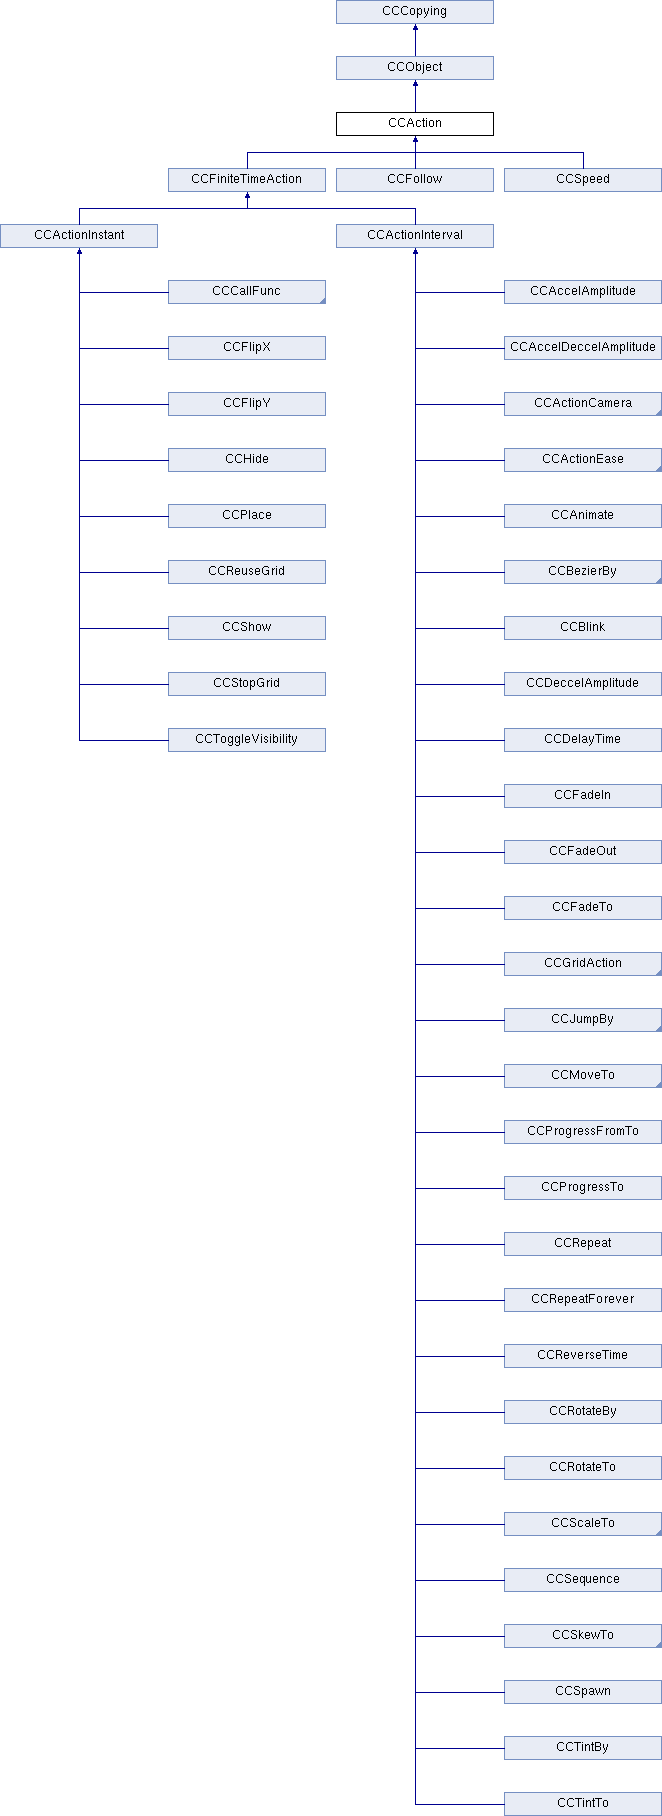 CCCopying
CCObject
CCAction
CCFiniteTimeAction
CCFollow
CCSpeed
CCActionInstant
CCActionInterval
CCCallFunc
CCAccelAmplitude
CCFlipX
CCAccelDeccelAmplitude
CCFlipY
CCActionCamera
CCHide
CCActionEase
CCPlace
CCAnimate
CCReuseGrid
CCBezierBy
CCShow
CCBlink
CCStopGrid
CCDeccelAmplitude
CCToggleVisibility
CCDelayTime
CCFadeIn
CCFadeOut
CCFadeTo
CCGridAction
CCJumpBy
CCMoveTo
CCProgressFromTo
CCProgressTo
CCRepeat
CCRepeatForever
CCReverseTime
CCRotateBy
CCRotateTo
CCScaleTo
CCSequence
CCSkewTo
CCSpawn
CCTintBy
CCTintTo